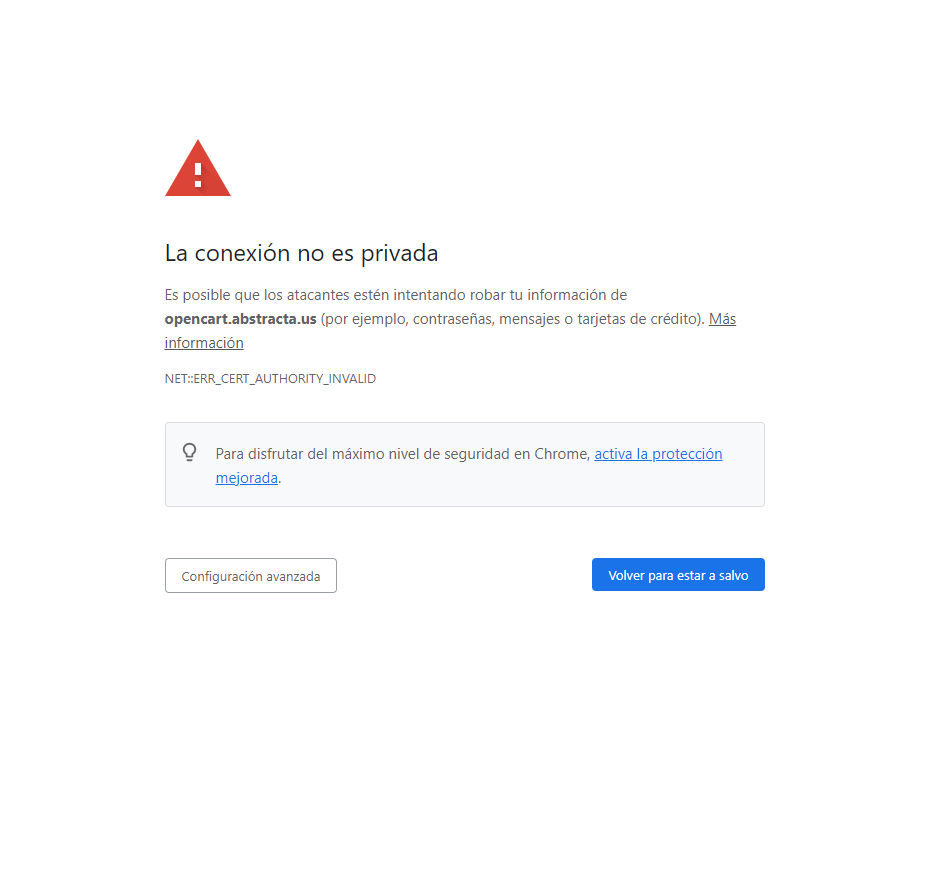 La conexión no es privada
Es posible que los atacantes estén intentando robar tu información de
opencart.abstracta.us (por ejemplo, contraseñas, mensajes o tarjetas de crédito). Más
información
NET::ERR_CERT_AUTHORITY_INVALID
Para disfrutar del máximo nivel de seguridad en Chrome, activa la protección
mejorada.
Configuración avanzada
Volver para estar a salvo